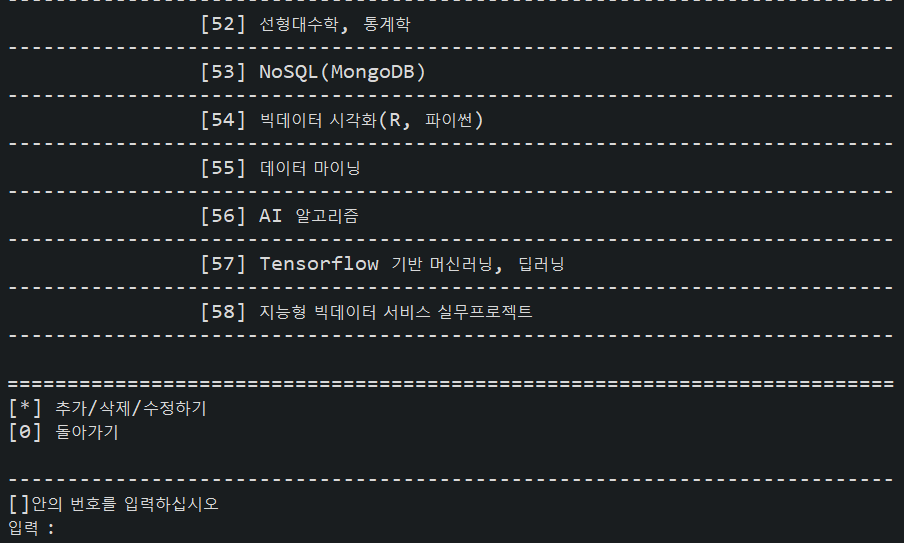 --------------------------------------------------------------------------
[52] 선형대수학, 통계학
--------------------------------------------------------------------------
[53] NoSQL(MongoDB)
--------------------------------------------------------------------------
[54] 빅데이터 시각화(R, 파이썬)
--------------------------------------------------------------------------
[55] 데이터 마이닝
--------------------------------------------------------------------------
[56] AI 알고리즘
--------------------------------------------------------------------------
[57] Tensorflow 기반 머신러닝, 딥러닝
--------------------------------------------------------------------------
[58] 지능형 빅데이터 서비스 실무프로젝트
--------------------------------------------------------------------------
==========================================================================
[*] 추가/삭제/수정하기
[0] 돌아가기
--------------------------------------------------------------------------
[]안의 번호를 입력하십시오
입력 :